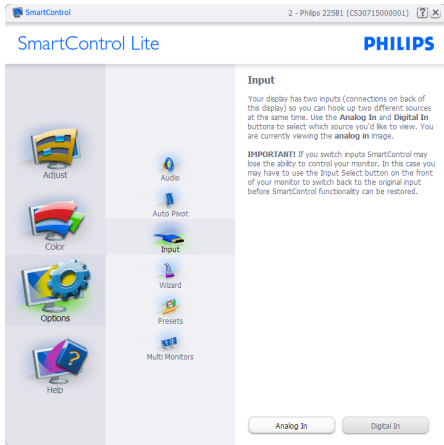 SmartControl
2 - Philips 225B1 (CS30715000001)
SmartControl Lite
PHILIPS
Adjust
Color
Options
Help
Audio
Auto Pivot
Input
Wizard
Presets
Multi Monitors
Input
Your display has two inputs (connections on back of
this display) so you can hook up two different sources
at the same time. Use the Analog In and Digital In
buttons to select which source you'd like to view. You
are currently viewing the analog in image.
IMPORTANT! If you switch inputs SmartControl may
lose the ability to control your monitor. In this case you
may have to use the Input Select button on the front
of your monitor to switch back to the original input
before SmartControl functionality can be restored.
Analog In
Digital In